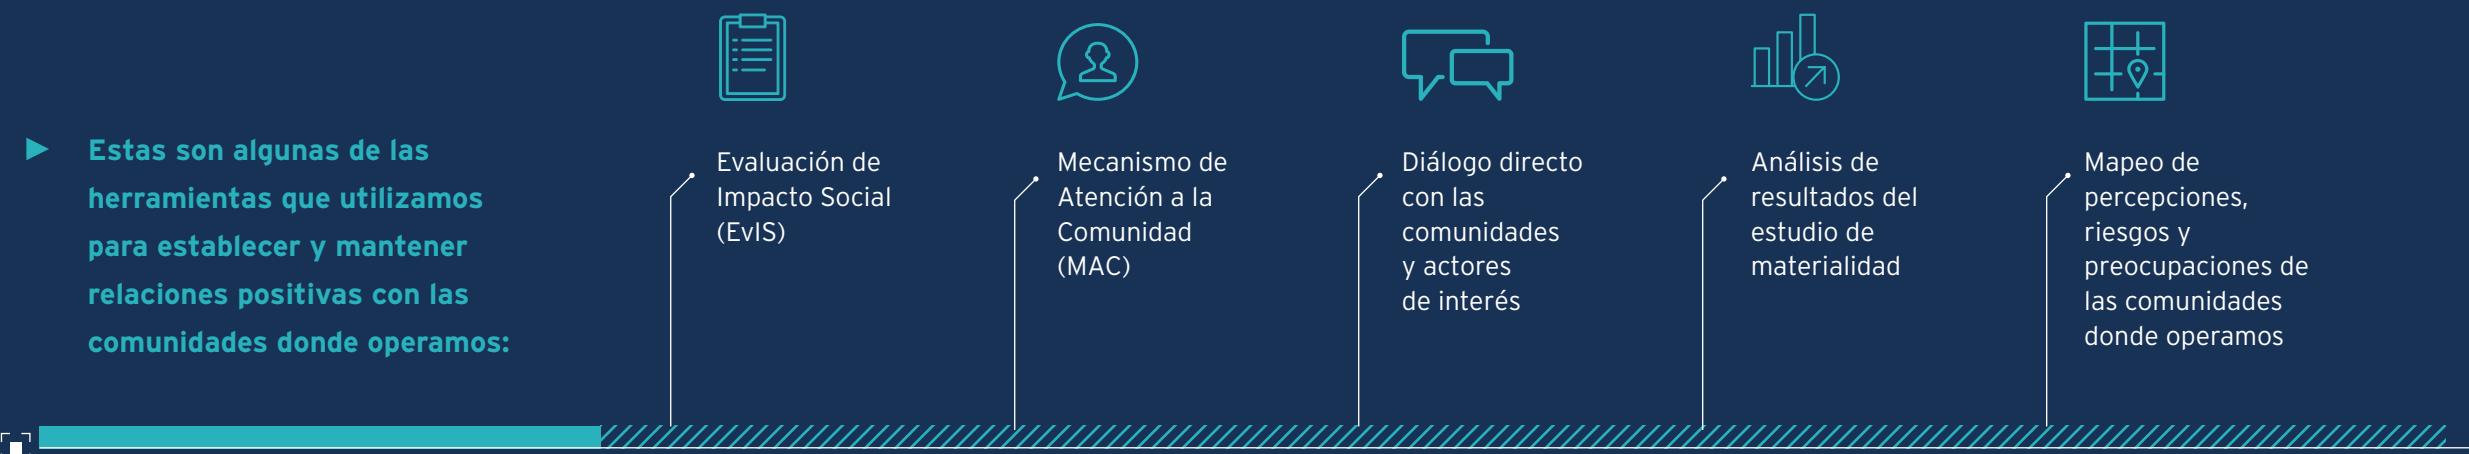 Estas son algunas de las
herramientas que utilizamos
para establecer y mantener
relaciones positivas con las
comunidades donde operamos:
Evaluación de
Impacto Social
(EvIS)
Mecanismo de
Atención a la
Comunidad
(MAC)
Diálogo directo
con las
comunidades
y actores
de interés
Análisis de
resultados del
estudio de
materialidad
Mapeo de
percepciones,
riesgos y
preocupaciones de
las comunidades
donde operamos